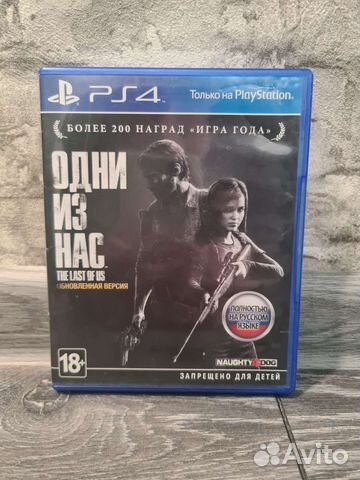 PS4
Только на PlayStation
БОЛЕЕ 200 НАГРАД «ИГРА ГОДА»
ОДНИ
ИЗ
НАС
THE LAST OF US
ОБНОВЛЕННАЯ ВЕРСИЯ
ПОЛНОСТЬЮ
НА РУССКОМ
ЯЗЫКЕ
18+
NAUGHTY DOG
ЗАПРЕЩЕНО ДЛЯ ДЕТЕЙ
Avito